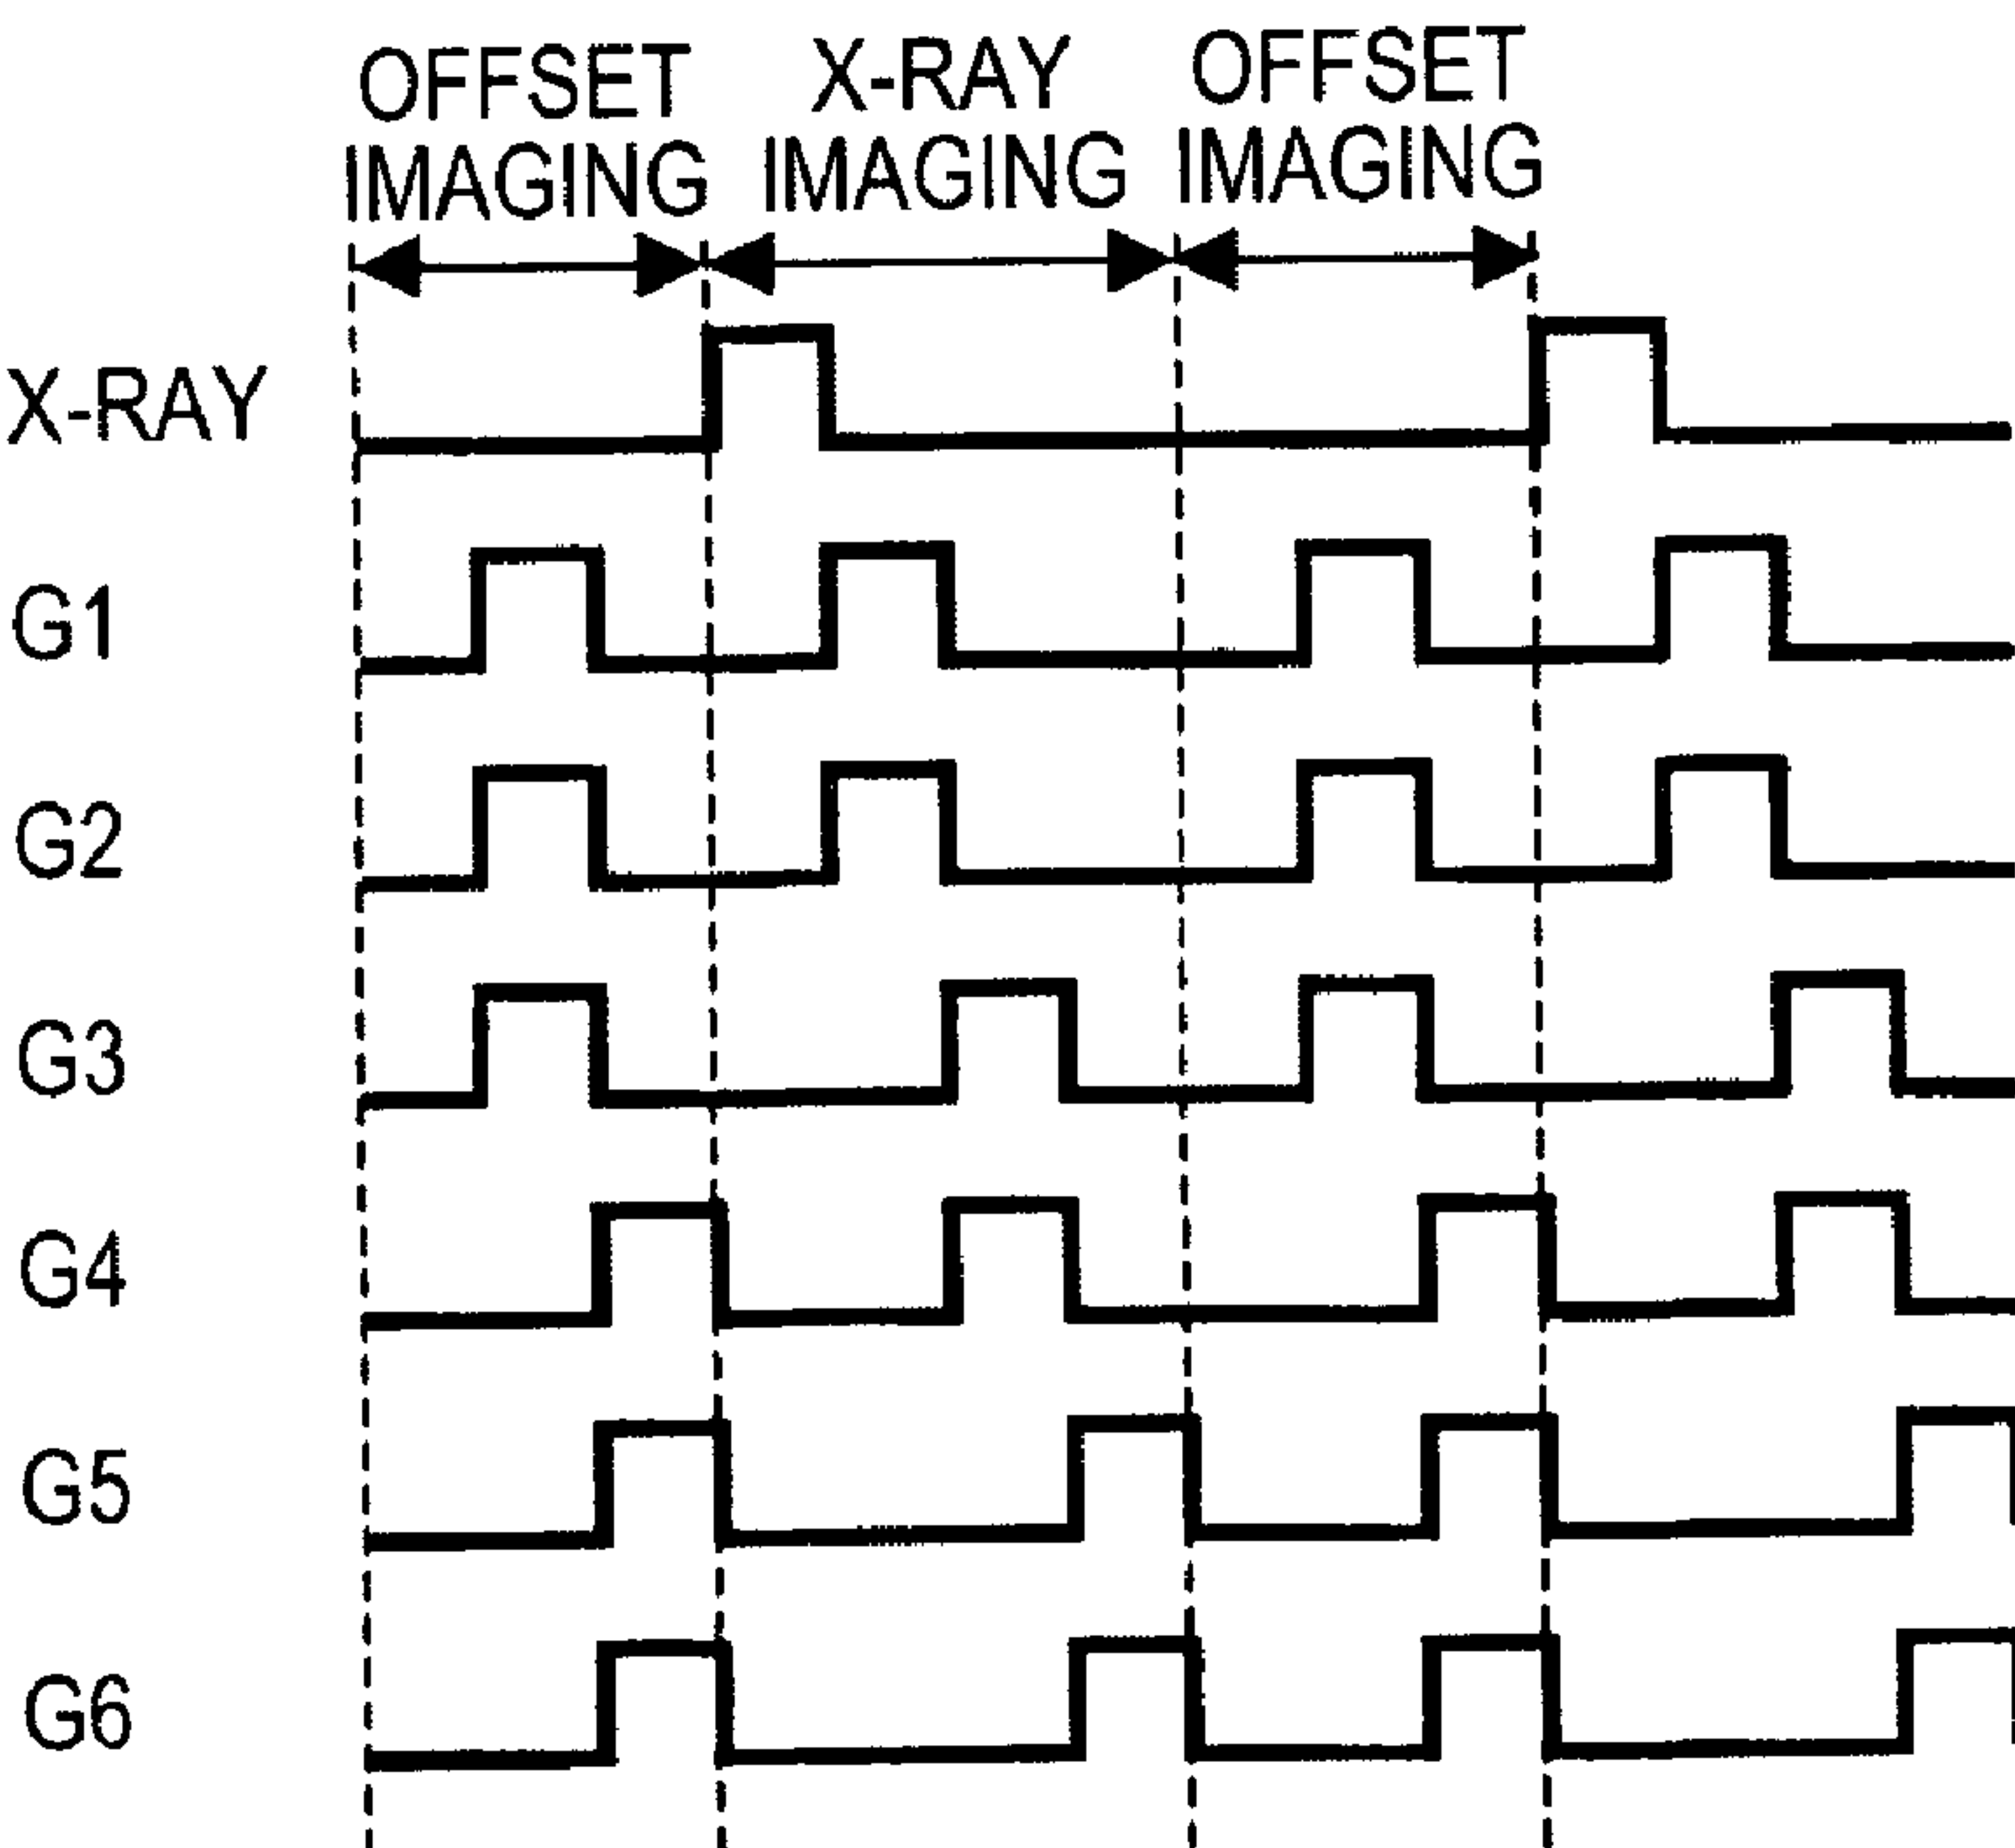 OFFSET
IMAGING
X-RAY
IMAGING
OFFSET
IMAGING
X-RAY
G1
G2
G3
G4
G5
G6